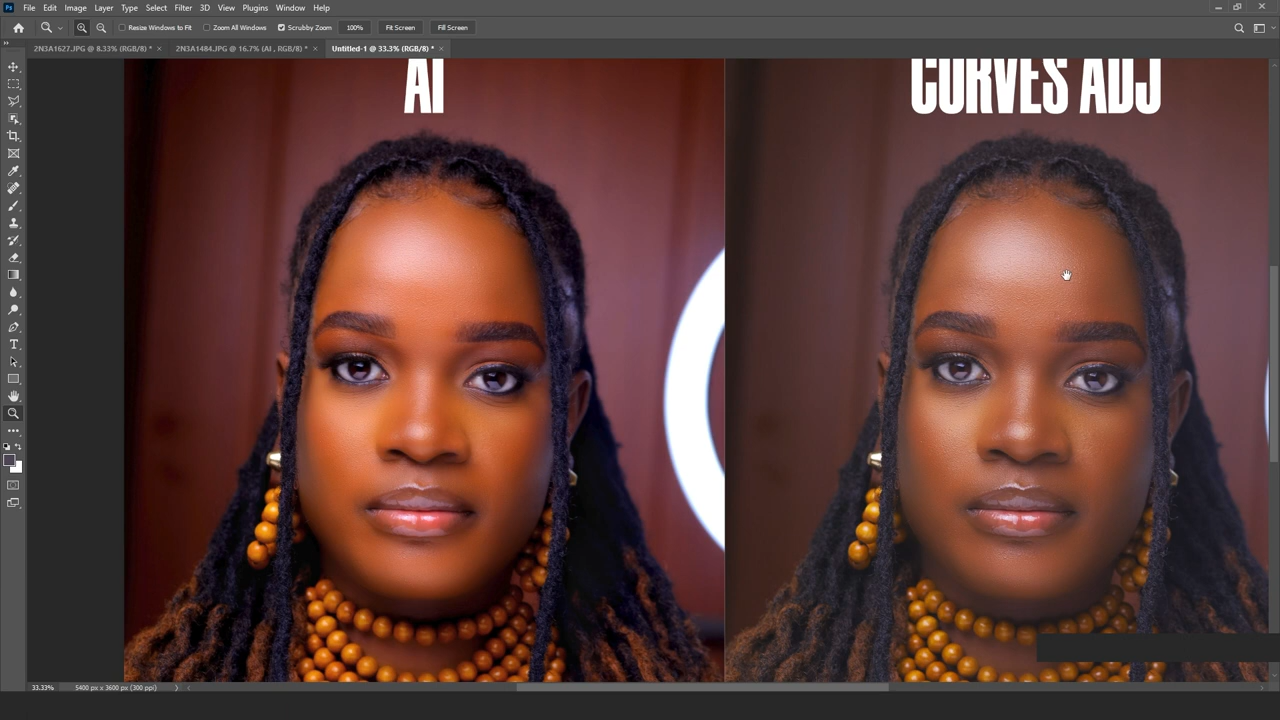 Ps File Edit Image Layer Type Select Filter 3D View Plugins Window Help
Resize Windows to Fit Zoom All Windows Scrubby Zoom 100% Fit Screen Fill Screen
2N3A1627.JPG @ 8.33% (RGB/8) * × 2N3A1484.JPG @ 16.7% (AI , RGB/8) * × Untitled-1 @ 33.3% (RGB/8) * ×
AI CURVES ADJ
33.33% 5400 px x 3600 px (300 ppi)